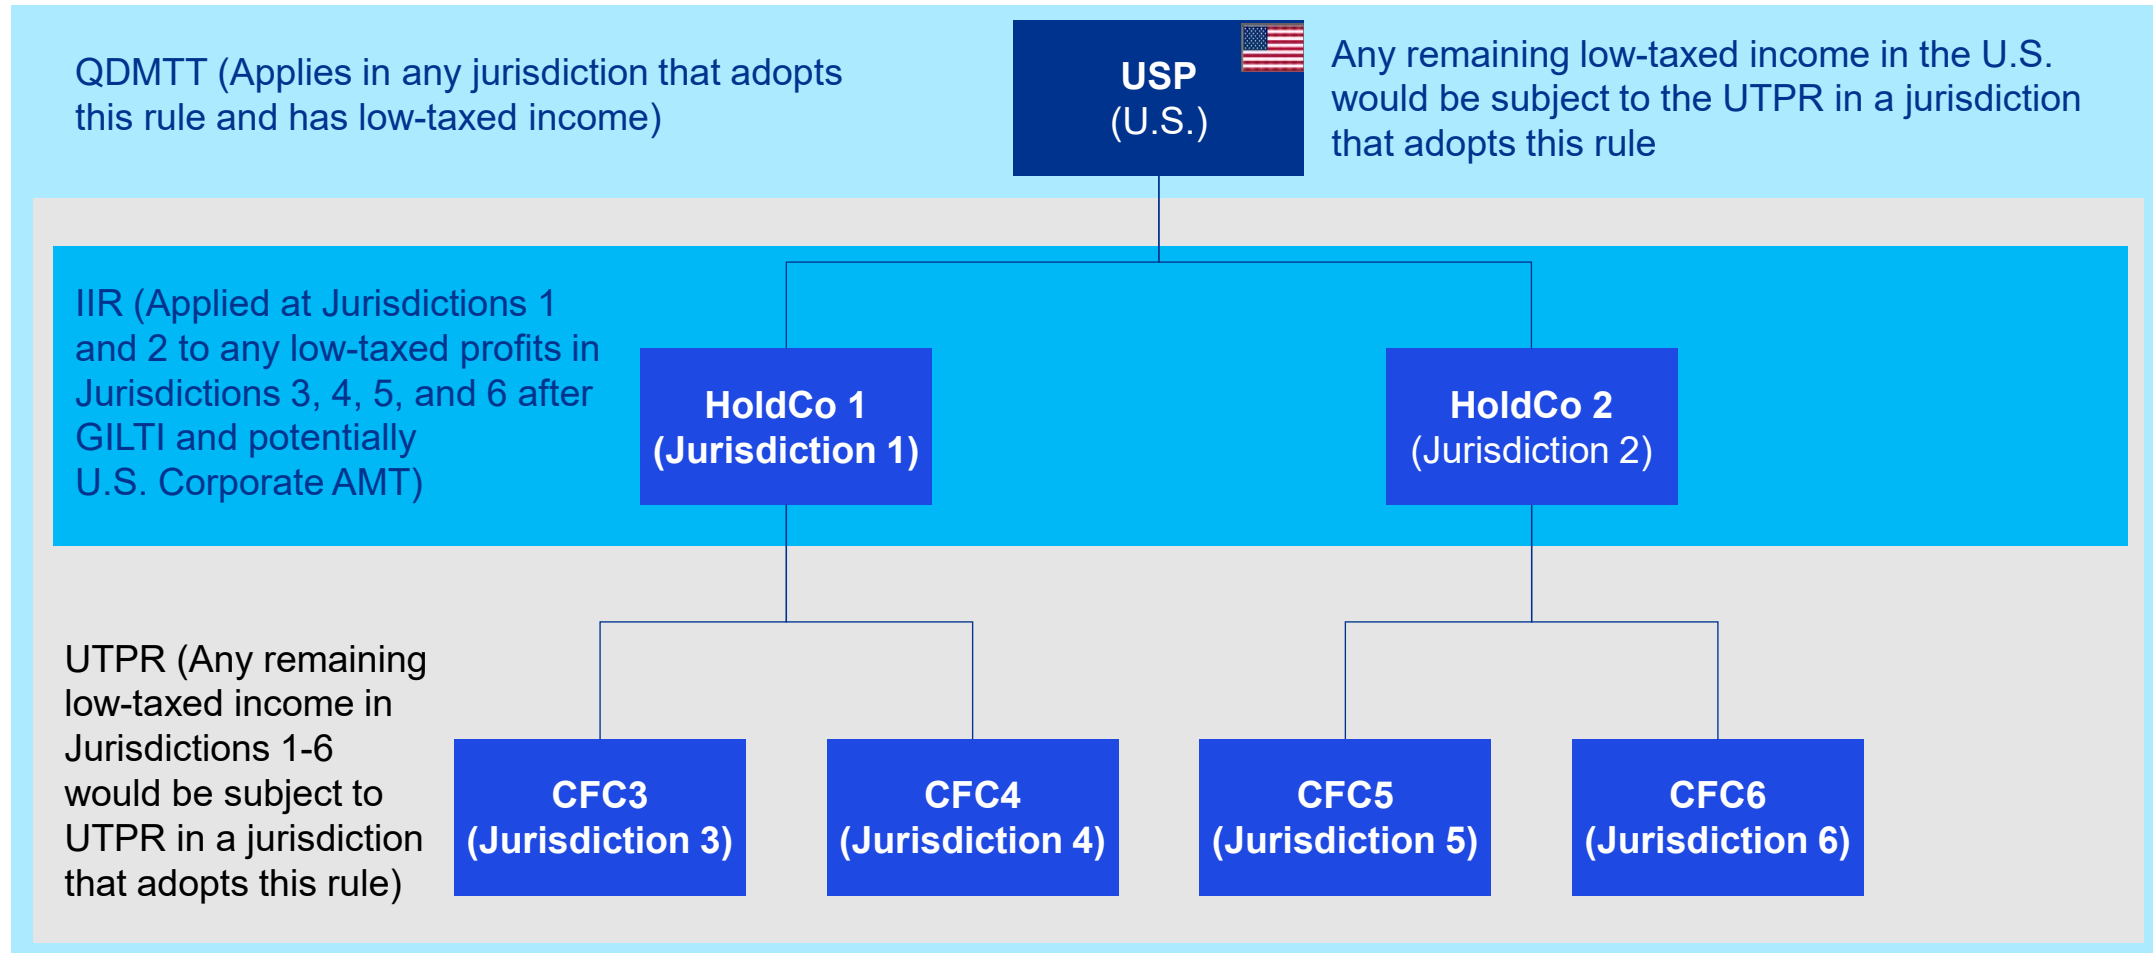 QDMTT (Applies in any jurisdiction that adopts
this rule and has low-taxed income)
USP
(U.S.)
Any remaining low-taxed income in the U.S.
would be subject to the UTPR in a jurisdiction
that adopts this rule
IIR (Applied at Jurisdictions 1
and 2 to any low-taxed profits in
Jurisdictions 3, 4, 5, and 6 after
GILTI and potentially
U.S. Corporate AMT)
HoldCo 1
(Jurisdiction 1)
HoldCo 2
(Jurisdiction 2)
UTPR (Any remaining
low-taxed income in
Jurisdictions 1-6
would be subject to
UTPR in a jurisdiction
that adopts this rule)
CFC3
(Jurisdiction 3)
CFC4
(Jurisdiction 4)
CFC5
(Jurisdiction 5)
CFC6
(Jurisdiction 6)